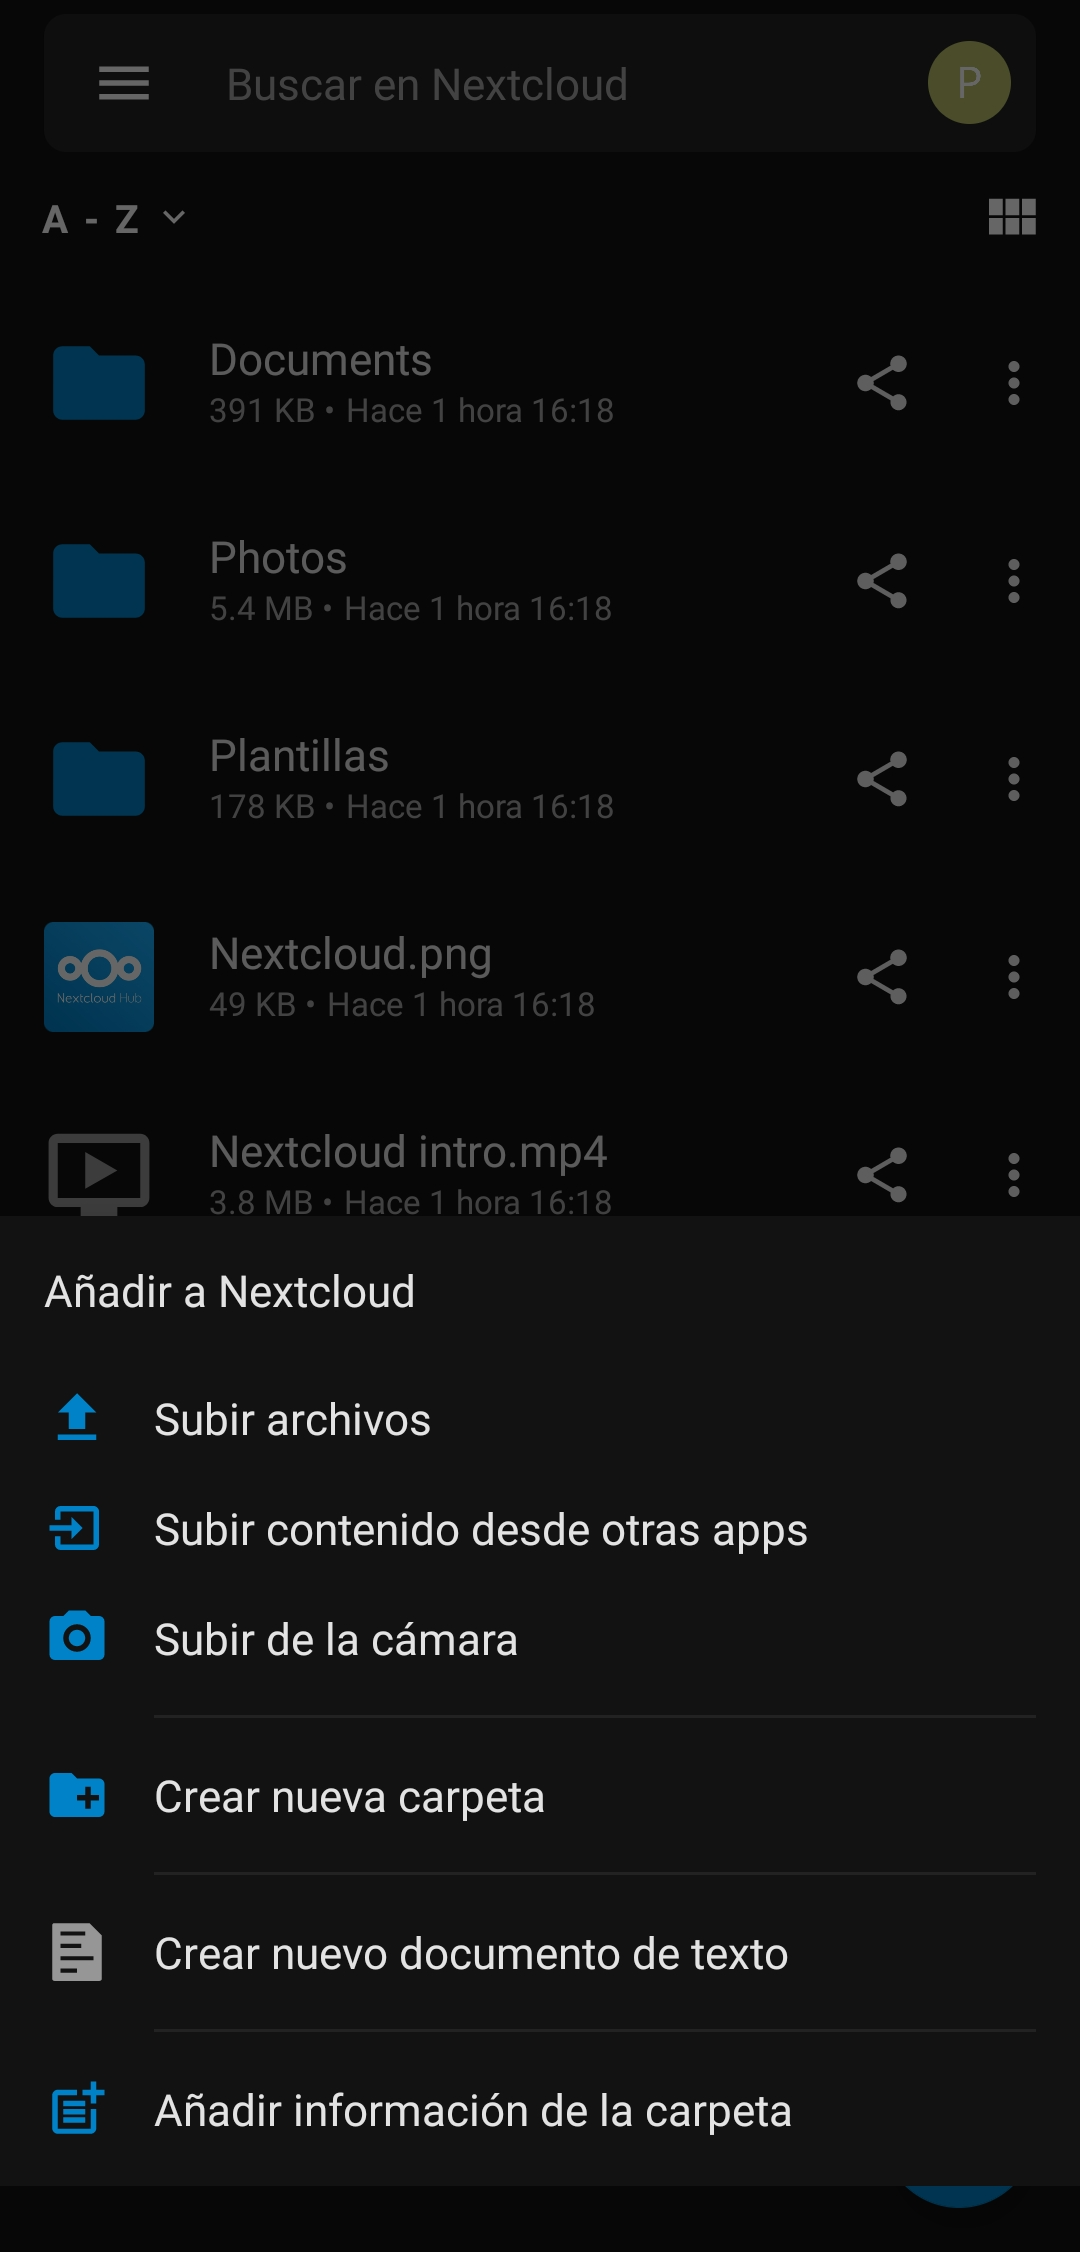 Buscar en Nextcloud
P
A - Z
Documents
391 KB • Hace 1 hora 16:18
Photos
5.4 MB • Hace 1 hora 16:18
Plantillas
178 KB • Hace 1 hora 16:18
Nextcloud Hub
Nextcloud.png
49 KB • Hace 1 hora 16:18
Nextcloud intro.mp4
3.8 MB • Hace 1 hora 16:18
Añadir a Nextcloud
Subir archivos
Subir contenido desde otras apps
Subir de la cámara
Crear nueva carpeta
Crear nuevo documento de texto
Añadir información de la carpeta